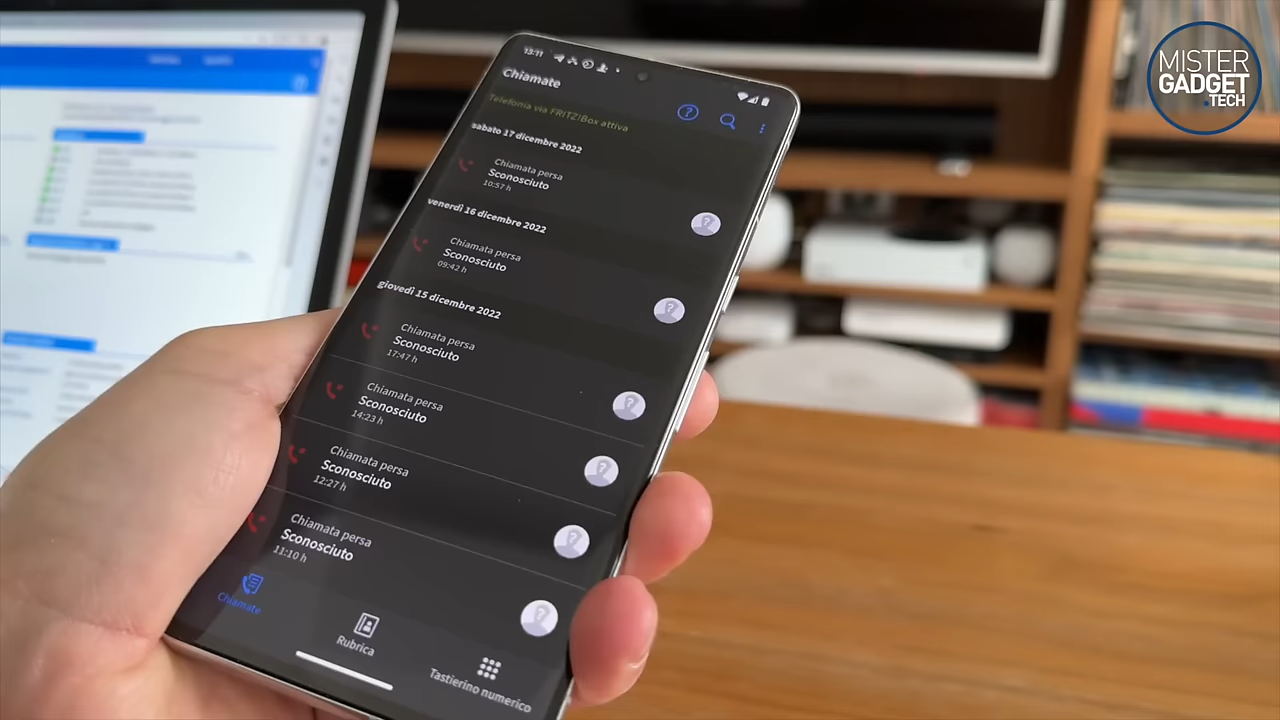 MISTER
GADGET
.TECH
13:11
Chiamate
Telefonia via FRITZ!Box attiva
sabato 17 dicembre 2022
Chiamata persa
Sconosciuto
10:57 h
venerdì 16 dicembre 2022
Chiamata persa
Sconosciuto
09:42 h
giovedì 15 dicembre 2022
Chiamata persa
Sconosciuto
17:47 h
Chiamata persa
Sconosciuto
14:23 h
Chiamata persa
Sconosciuto
12:27 h
Chiamata persa
Sconosciuto
11:10 h
Chiamate
Rubrica
Tastierino numerico